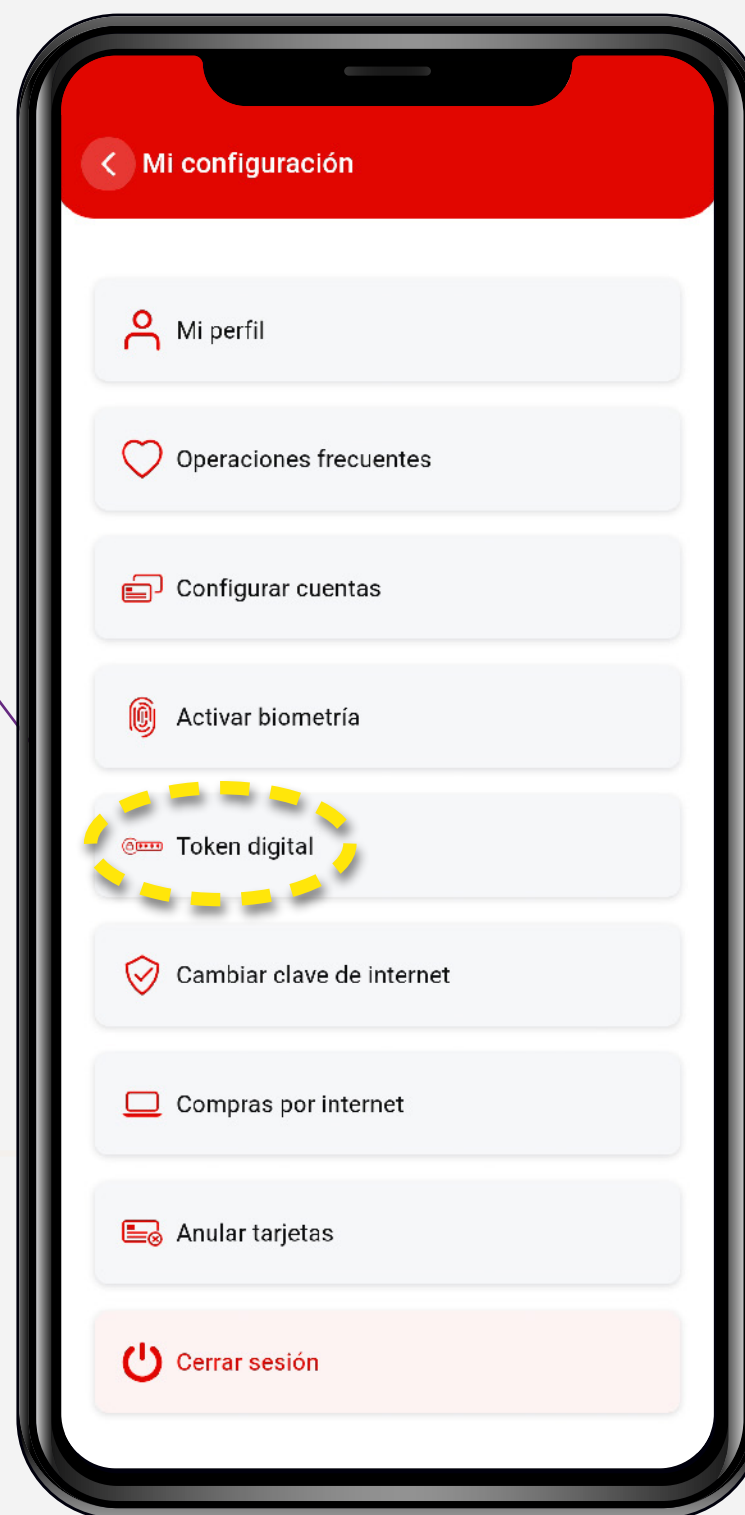 Mi configuración
Mi perfil
Operaciones frecuentes
Configurar cuentas
Activar biometría
Token digital
Cambiar clave de internet
Compras por internet
Anular tarjetas
Cerrar sesión